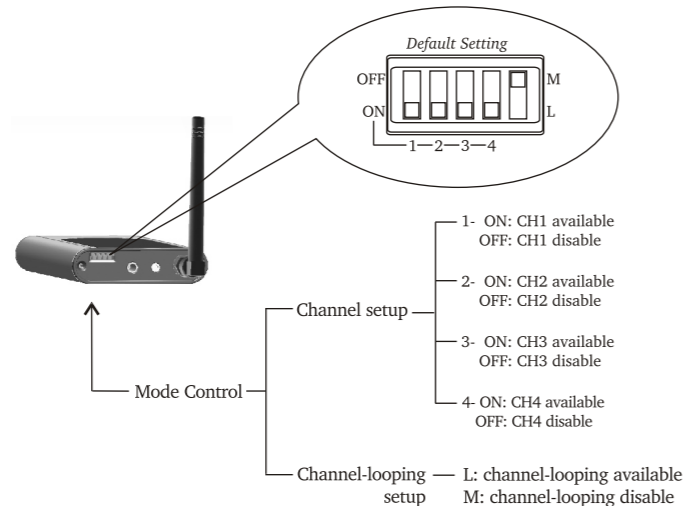 Default Setting
OFF
M
ON
L
1-2-3-4
1- ON: CH1 available
OFF: CH1 disable
2- ON: CH2 available
OFF: CH2 disable
Channel setup
3- ON: CH3 available
OFF: CH3 disable
Mode Control
4- ON: CH4 available
OFF: CH4 disable
Channel-looping setup
L: channel-looping available
M: channel-looping disable